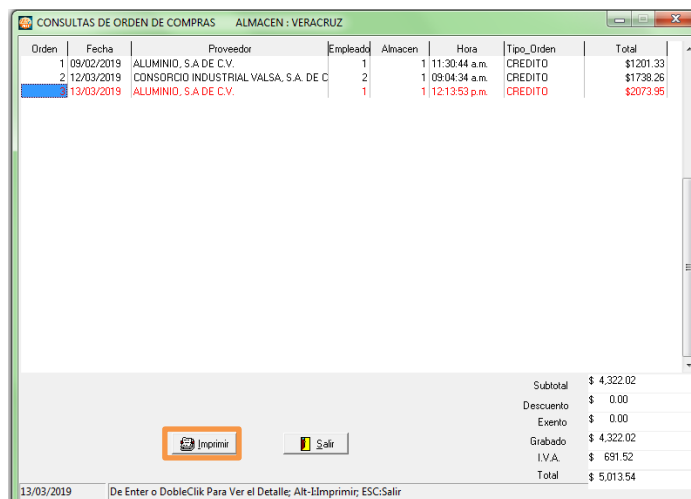 CONSULTAS DE ORDEN DE COMPRAS ALMACEN : VERACRUZ
Orden Fecha Proveedor Empleado Almacen Hora Tipo_Orden Total
1 09/02/2019 ALUMINIO, S.A DE C.V. 1 1 11:30:44 a.m. CREDITO $1201.33
2 12/03/2019 CONSORCIO INDUSTRIAL VALSA, S.A. DE C 2 1 09:04:34 a.m. CREDITO $1738.26
3 13/03/2019 ALUMINIO, S.A DE C.V. 1 1 12:13:53 p.m. CREDITO $2073.95
Subtotal $ 4,322.02
Descuento $ 0.00
Exento $ 0.00
Imprimir Salir
Grabado $ 4,322.02
I.V.A. $ 691.52
Total $ 5,013.54
13/03/2019 De Enter o DobleClik Para Ver el Detalle; Alt-I:Imprimir; ESC:Salir